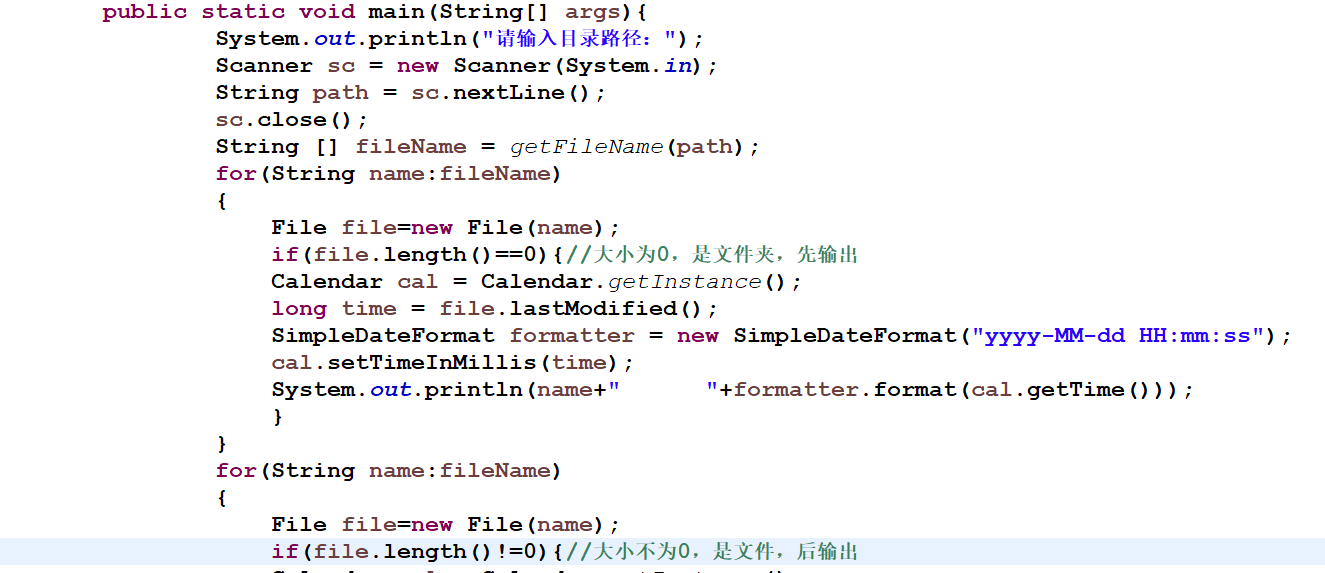 public static void main(String[] args){
System.out.println("请输入目录路径：");
Scanner sc = new Scanner(System.in);
String path = sc.nextLine();
sc.close();
String [] fileName = getFileName(path);
for(String name:fileName)
{
File file=new File(name);
if(file.length()==0){//大小为0，是文件夹，先输出
Calendar cal = Calendar.getInstance();
long time = file.lastModified();
SimpleDateFormat formatter = new SimpleDateFormat("yyyy-MM-dd HH:mm:ss");
cal.setTimeInMillis(time);
System.out.println(name+"      "+formatter.format(cal.getTime()));
}
}
for(String name:fileName)
{
File file=new File(name);
if(file.length()!=0){//大小不为0，是文件，后输出